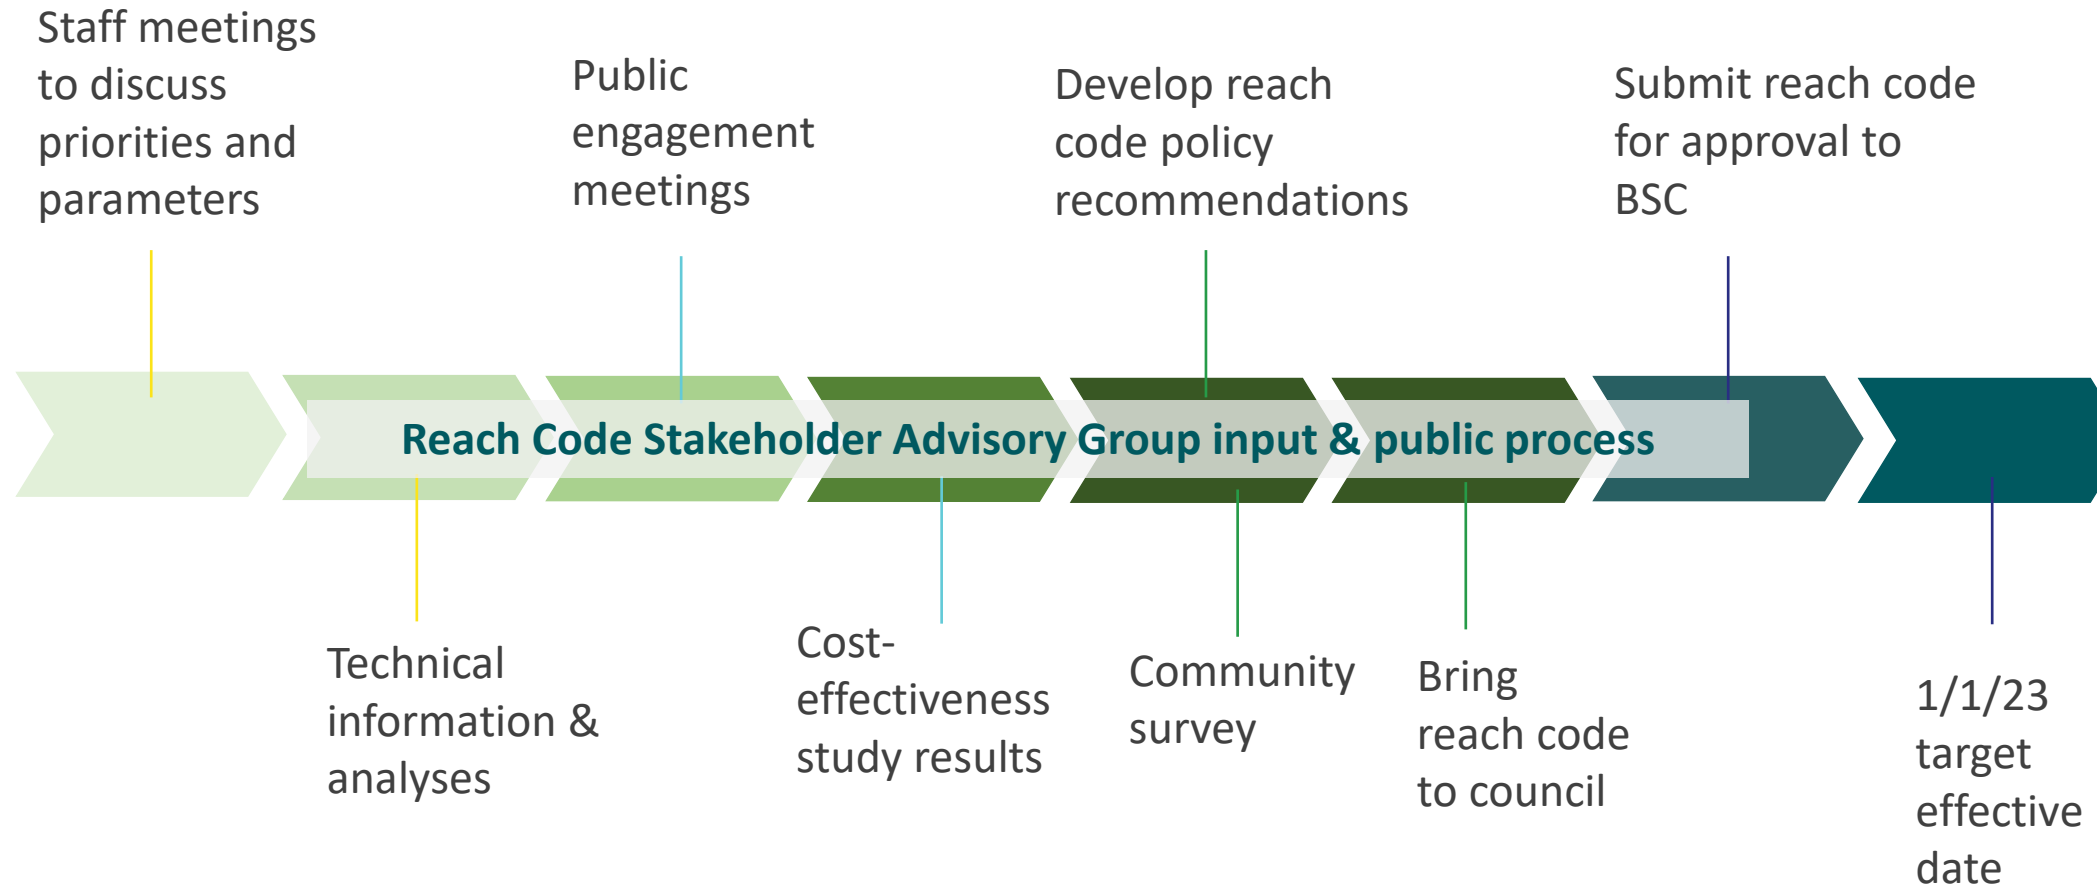 Staff meetings
to discuss
priorities and
parameters
Public
engagement
meetings
Develop reach
code policy
recommendations
Submit reach code
for approval to
BSC
Reach Code Stakeholder Advisory Group input & public process
Technical
information &
analyses
Cost-
effectiveness
study results
Community
survey
Bring
reach code
to council
1/1/23
target
effective
date